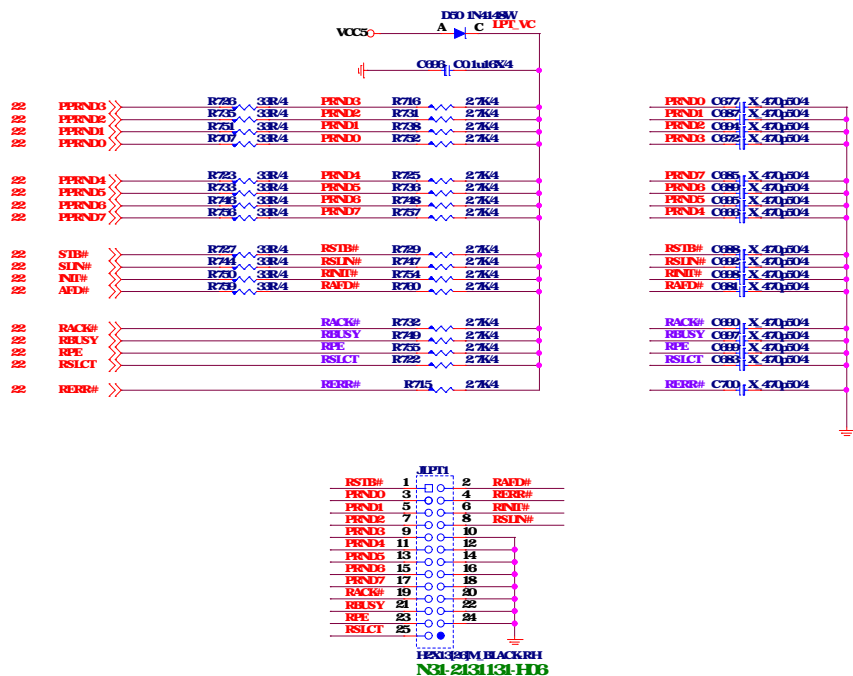 D50 1N4148W
VCC5 A C LPT_VC
C696 C0.1u16X/4
22 PPRND3 R726 33R/4 PRND3 R716 2.7K/4 PRND0 C677 X_470p50/4
22 PPRND2 R735 33R/4 PRND2 R731 2.7K/4 PRND1 C687 X_470p50/4
22 PPRND1 R751 33R/4 PRND1 R738 2.7K/4 PRND2 C694 X_470p50/4
22 PPRND0 R707 33R/4 PRND0 R752 2.7K/4 PRND3 C672 X_470p50/4
22 PPRND4 R723 33R/4 PRND4 R725 2.7K/4 PRND7 C685 X_470p50/4
22 PPRND5 R733 33R/4 PRND5 R736 2.7K/4 PRND6 C689 X_470p50/4
22 PPRND6 R746 33R/4 PRND6 R748 2.7K/4 PRND5 C695 X_470p50/4
22 PPRND7 R756 33R/4 PRND7 R757 2.7K/4 PRND4 C666 X_470p50/4
22 STB# R727 33R/4 RSTB# R729 2.7K/4 RSTB# C688 X_470p50/4
22 SLIN# R744 33R/4 RSLIN# R747 2.7K/4 RSLIN# C692 X_470p50/4
22 INIT# R750 33R/4 RINIT# R754 2.7K/4 RINIT# C698 X_470p50/4
22 AFD# R759 33R/4 RAFD# R760 2.7K/4 RAFD# C681 X_470p50/4
22 RACK# RACK# R732 2.7K/4 RACK# C690 X_470p50/4
22 RBUSY RBUSY R749 2.7K/4 RBUSY C697 X_470p50/4
22 RPE RPE R755 2.7K/4 RPE C699 X_470p50/4
22 RSLCT RSLCT R722 2.7K/4 RSLCT C683 X_470p50/4
22 RERR# RERR# R715 2.7K/4 RERR# C700 X_470p50/4
JLPT1
RSTB# 1 2 RAFD#
PRND0 3 4 RERR#
PRND1 5 6 RINIT#
PRND2 7 8 RSLIN#
PRND3 9 10
PRND4 11 12
PRND5 13 14
PRND6 15 16
PRND7 17 18
RACK# 19 20
RBUSY 21 22
RPE 23 24
RSLCT 25
H2X13[26]M_BLACK-RH
N31-2131131-H06